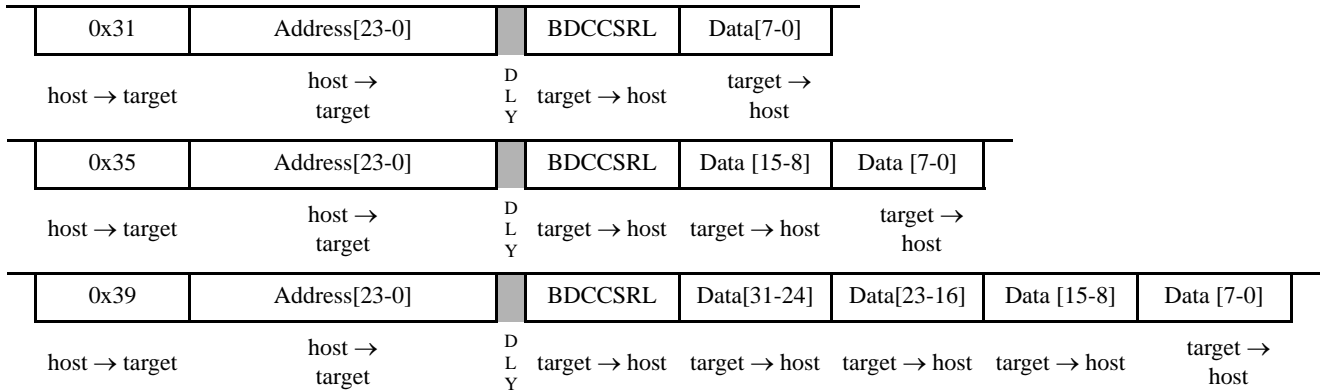 0x31 Address[23-0] BDCCSRL Data[7-0]
host → target host → target D L Y target → host target → host
0x35 Address[23-0] BDCCSRL Data [15-8] Data [7-0]
host → target host → target D L Y target → host target → host target → host
0x39 Address[23-0] BDCCSRL Data[31-24] Data[23-16] Data [15-8] Data [7-0]
host → target host → target D L Y target → host target → host target → host target → host target → host